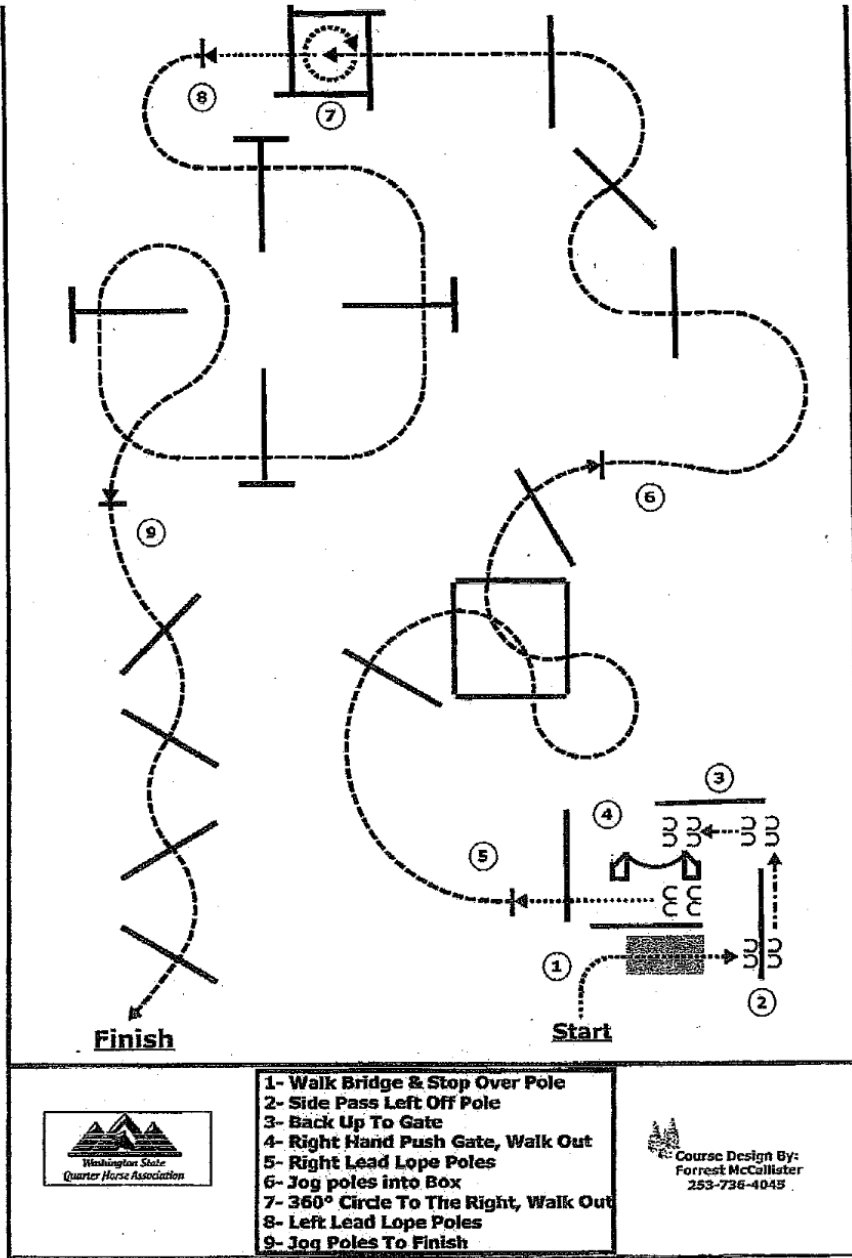 8
7
6
9
3
4
5
1
2
Finish
Start
1- Walk Bridge & Stop Over Pole
2- Side Pass Left Off Pole
3- Back Up To Gate
4- Right Hand Push Gate, Walk Out
5- Right Lead Lope Poles
6- Jog poles into Box
7- 360° Circle To The Right, Walk Out
8- Left Lead Lope Poles
9- Jog Poles To Finish
Washington State
Quarter Horse Association
Course Design By:
Forrest McCallister
253-736-4045